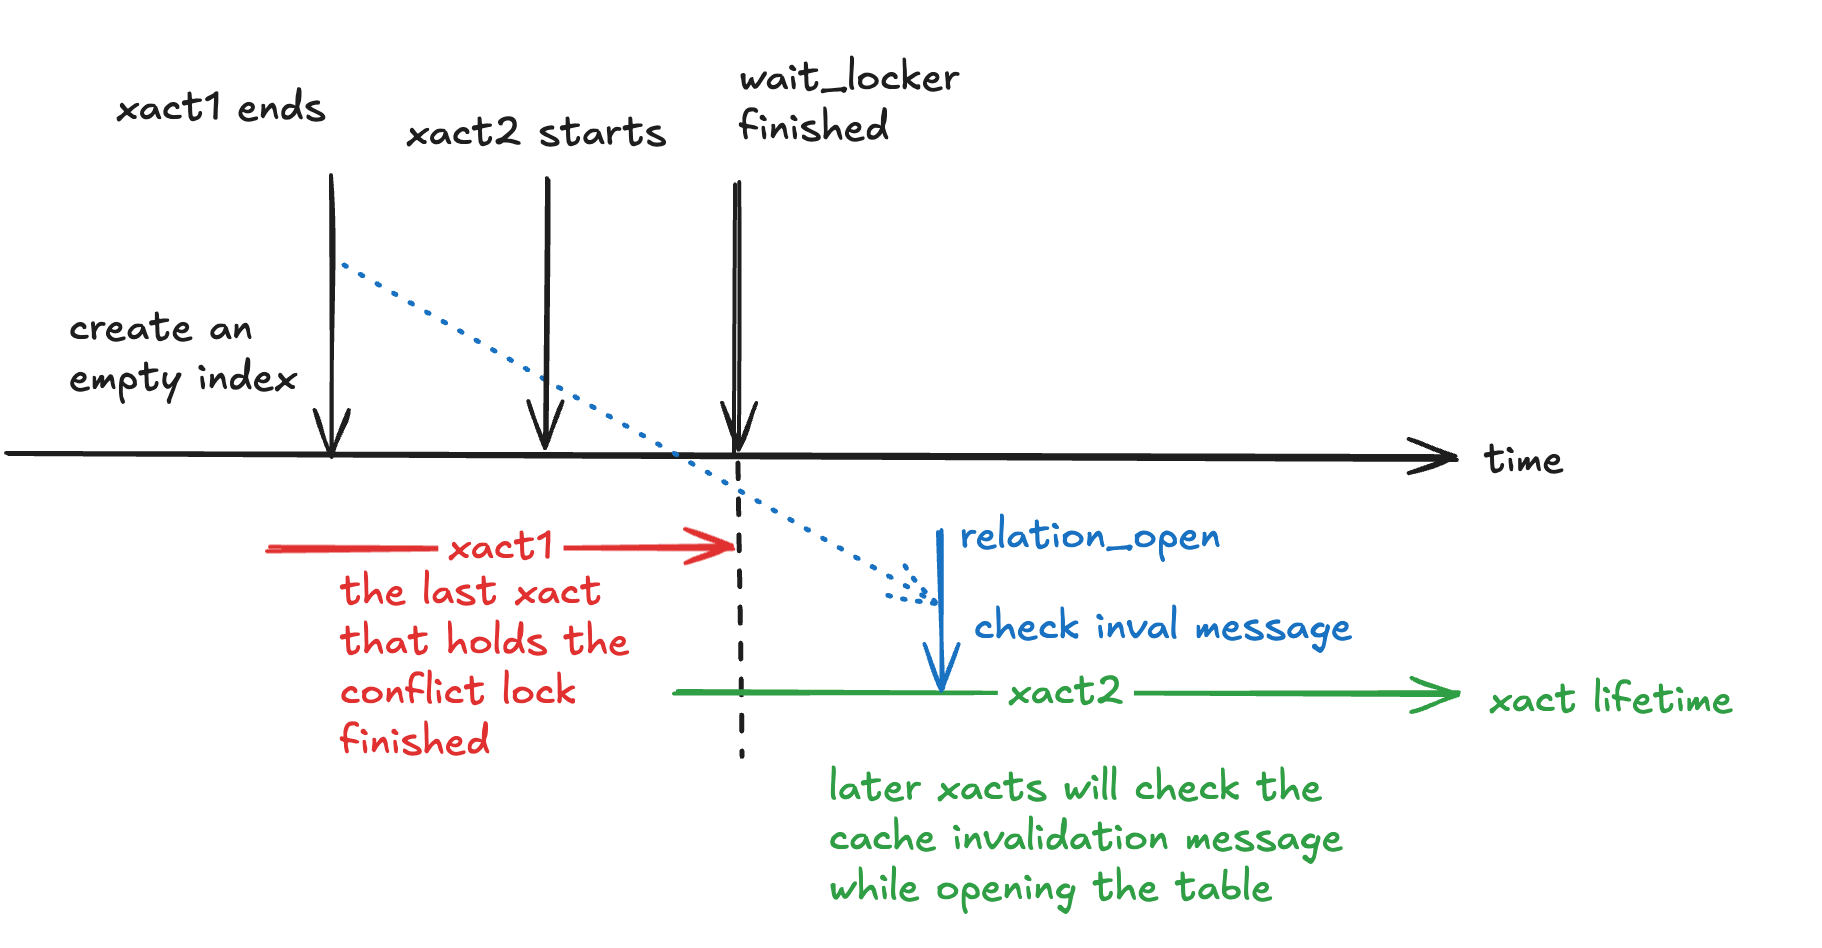 xact1 ends
xact2 starts
wait_locker
finished
create an
empty index
time
xact1
the last xact
that holds the
conflict lock
finished
relation_open
check inval message
xact2
xact lifetime
later xacts will check the
cache invalidation message
while opening the table